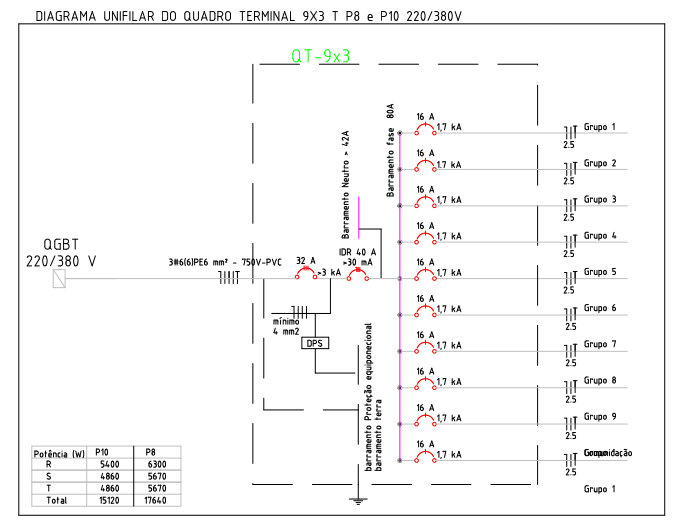 DIAGRAMA UNIFILAR DO QUADRO TERMINAL 9X3 T P8 e P10 220/380V
QT-9x3
Barramento Neutro > 42A
Barramento fase 80A
16 A
1,7 kA
Grupo 1
2.5
16 A
1.7 kA
Grupo 2
2.5
16 A
1,7 kA
Grupo 3
2.5
16 A
1,7 kA
Grupo 4
2.5
QGBT
220/380 V
3#6(6)PE6 mm² - 750V-PVC
32 A
>3 kA
IDR 40 A
>30 mA
16 A
1,7 kA
Grupo 5
2.5
16 A
1,7 kA
Grupo 6
2.5
mínimo
4 mm2
DPS
16 A
1,7 kA
Grupo 7
2.5
16 A
1,7 kA
Grupo 8
2.5
16 A
1,7 kA
Grupo 9
2.5
16 A
1,7 kA
2.5
Grupo 1
barramento Proteção equiponecional
barramento terra
Potência (W) P10 P8
R 5400 6300
S 4860 5670
T 4860 5670
Total 15120 17640